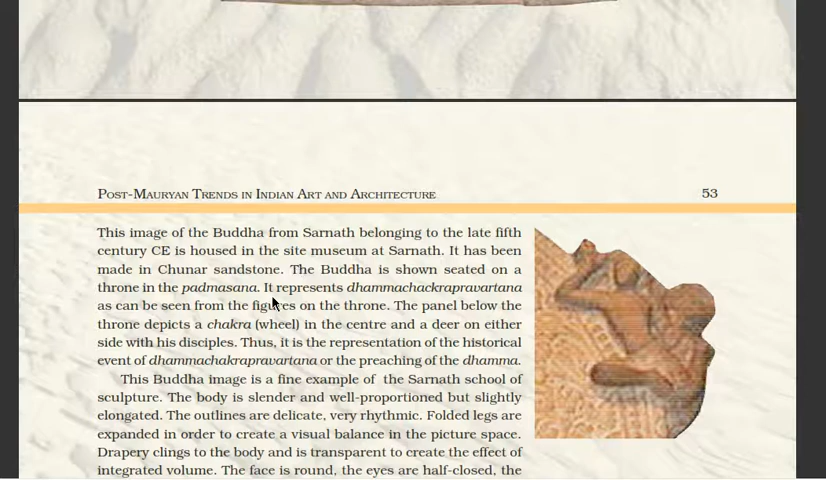 Post-Mauryan Trends in Indian Art and Architecture 53
This image of the Buddha from Sarnath belonging to the late fifth
century CE is housed in the site museum at Sarnath. It has been
made in Chunar sandstone. The Buddha is shown seated on a
throne in the padmasana. It represents dhammachackrapravartana
as can be seen from the figures on the throne. The panel below the
throne depicts a chakra (wheel) in the centre and a deer on either
side with his disciples. Thus, it is the representation of the historical
event of dhammachakrapravartana or the preaching of the dhamma.
This Buddha image is a fine example of the Sarnath school of
sculpture. The body is slender and well-proportioned but slightly
elongated. The outlines are delicate, very rhythmic. Folded legs are
expanded in order to create a visual balance in the picture space.
Drapery clings to the body and is transparent to create the effect of
integrated volume. The face is round, the eyes are half-closed, the